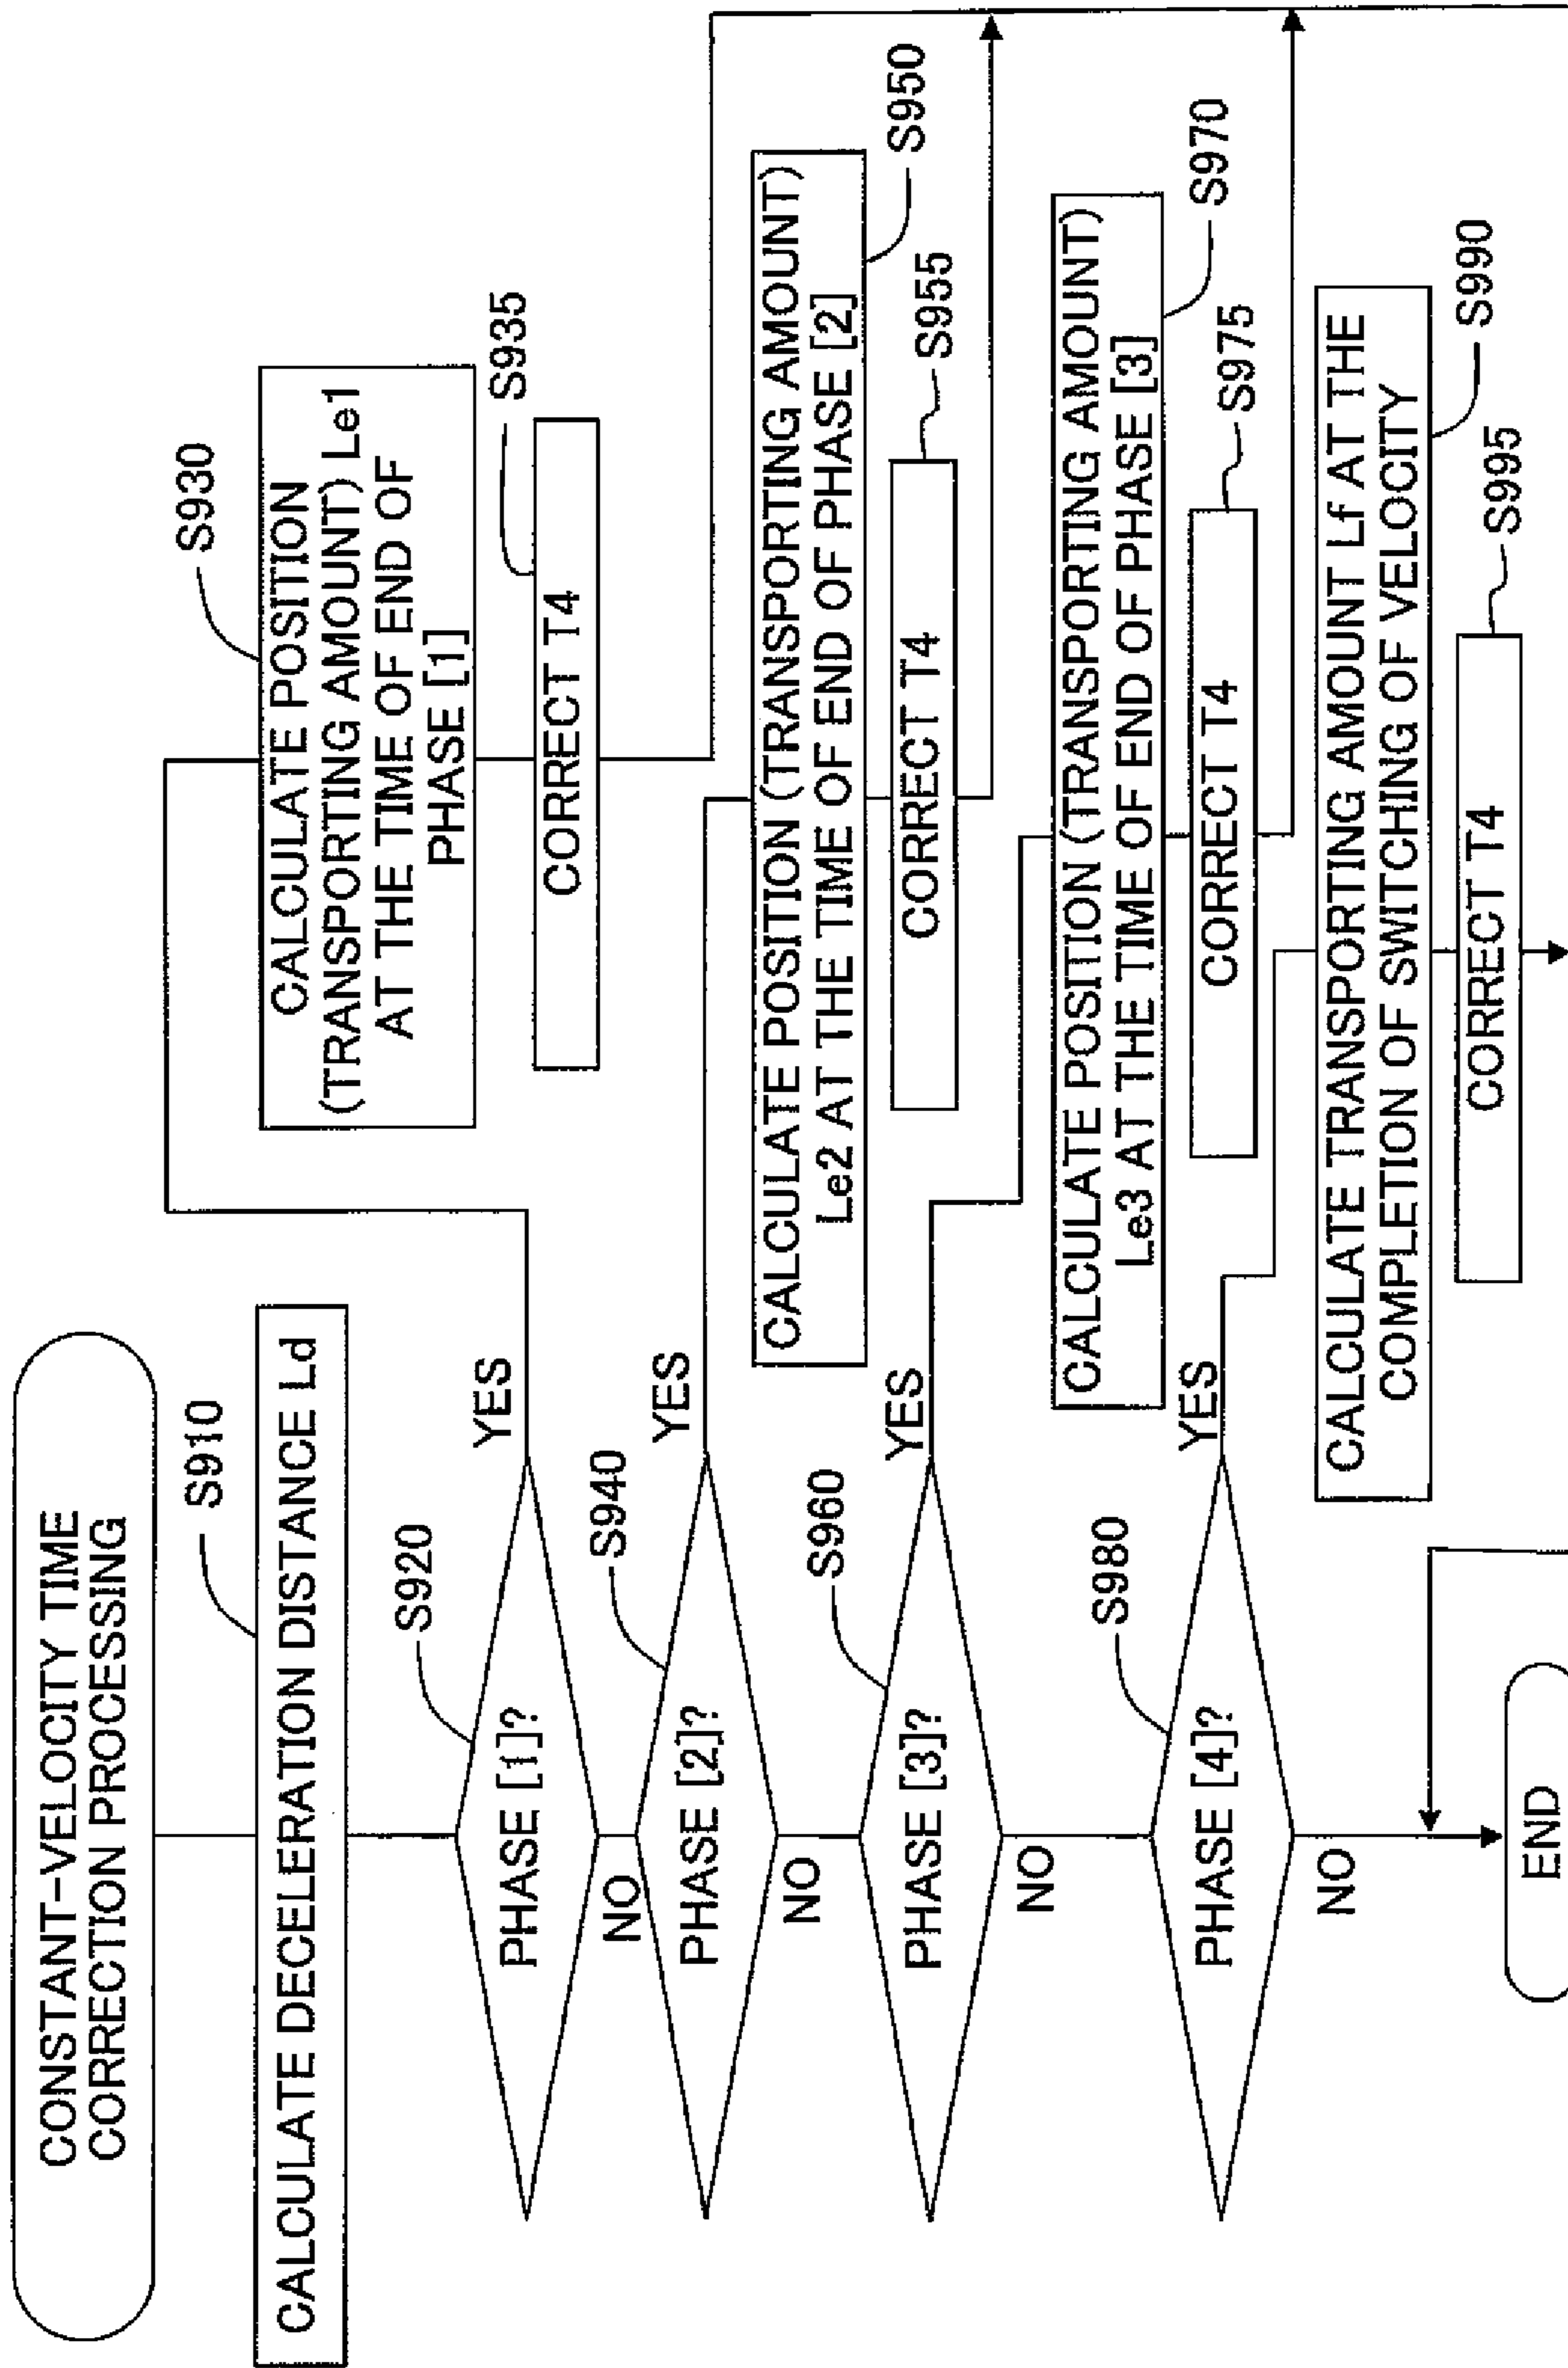 CONSTANT-VELOCITY TIME
CORRECTION PROCESSING
S910
CALCULATE DECELERATION DISTANCE Ld
S920
PHASE [1]?
YES
NO
S930
CALCULATE POSITION
(TRANSPORTING AMOUNT) Le1
AT THE TIME OF END OF
PHASE [1]
S935
CORRECT T4
S940
PHASE [2]?
YES
NO
S950
CALCULATE POSITION (TRANSPORTING AMOUNT)
Le2 AT THE TIME OF END OF PHASE [2]
S955
CORRECT T4
S960
PHASE [3]?
YES
NO
S970
CALCULATE POSITION (TRANSPORTING AMOUNT)
Le3 AT THE TIME OF END OF PHASE [3]
S975
CORRECT T4
S980
PHASE [4]?
YES
NO
S990
CALCULATE TRANSPORTING AMOUNT Lf AT THE
COMPLETION OF SWITCHING OF VELOCITY
S995
CORRECT T4
END